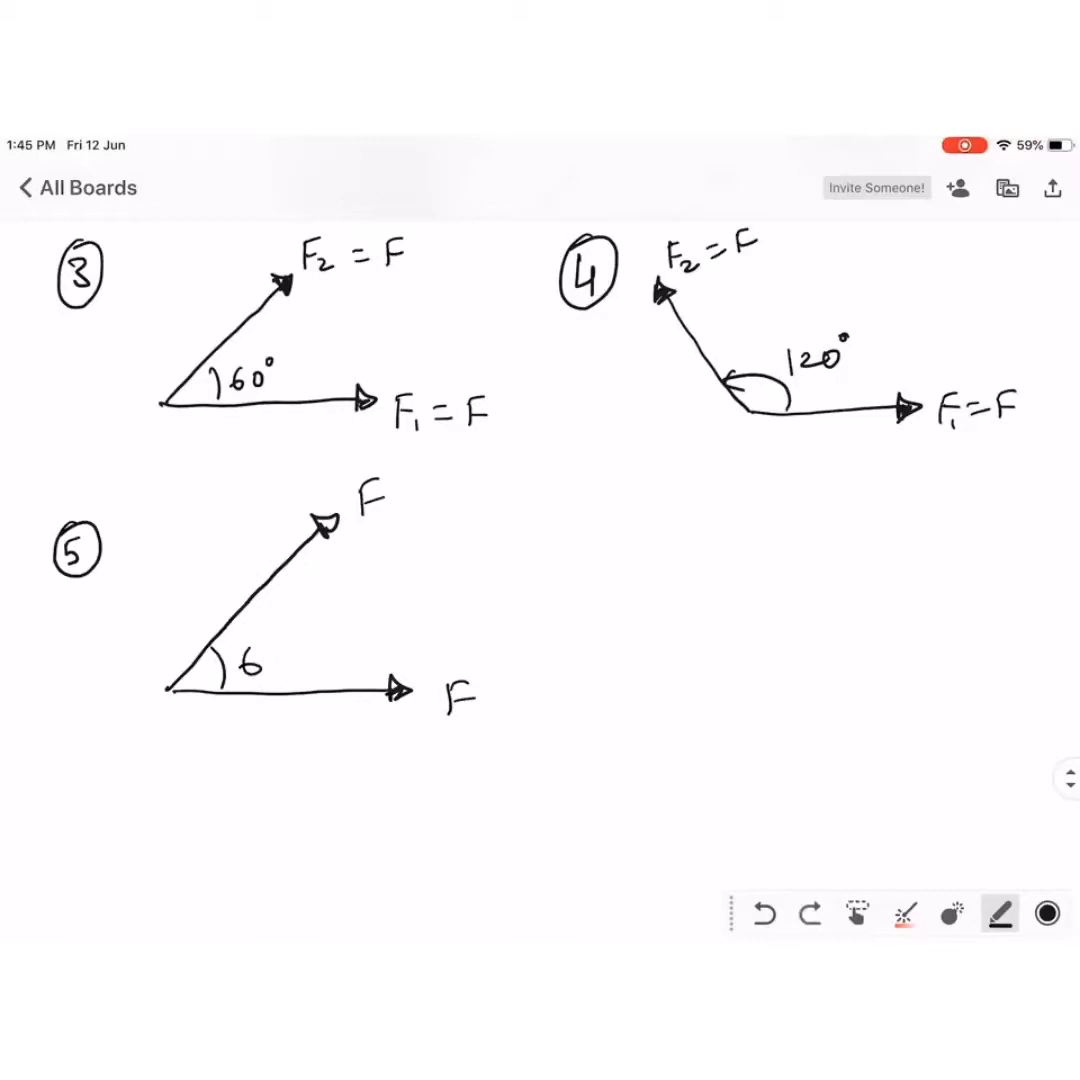 1:45 PM Fri 12 Jun
59%
All Boards
Invite Someone!
3
F₂ = F
60°
F₁ = F
4
F₂ = F
120°
F₁ = F
5
F
6
F